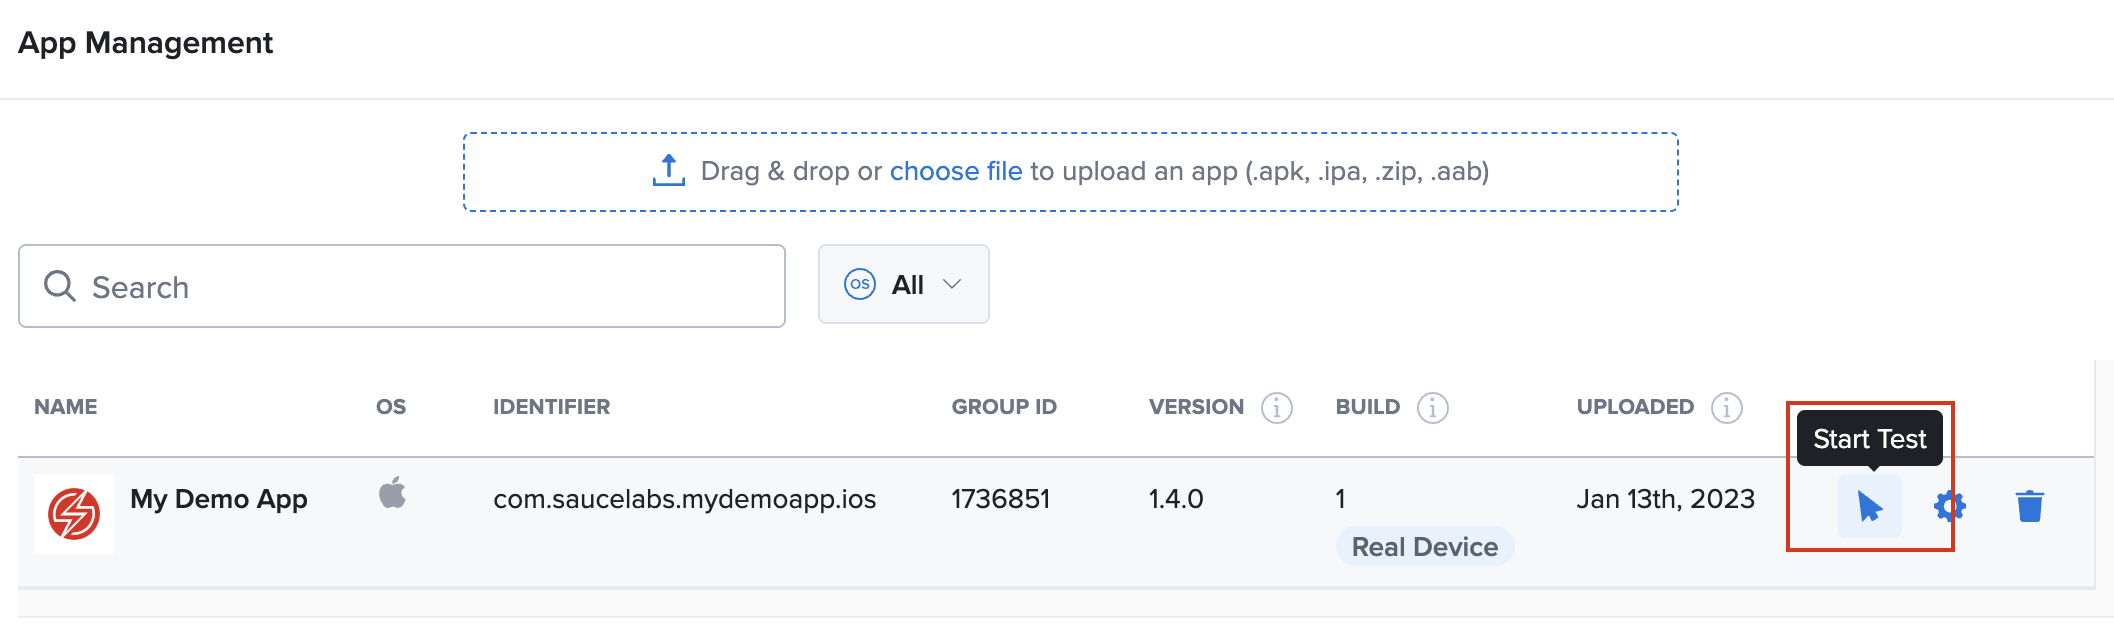 App Management
Drag & drop or choose file to upload an app (.apk, .ipa, .zip, .aab)
Search
OS All
NAME OS IDENTIFIER GROUP ID VERSION i BUILD i UPLOADED i
Start Test
My Demo App com.saucelabs.mydemoapp.ios 1736851 1.4.0 1 Jan 13th, 2023
Real Device